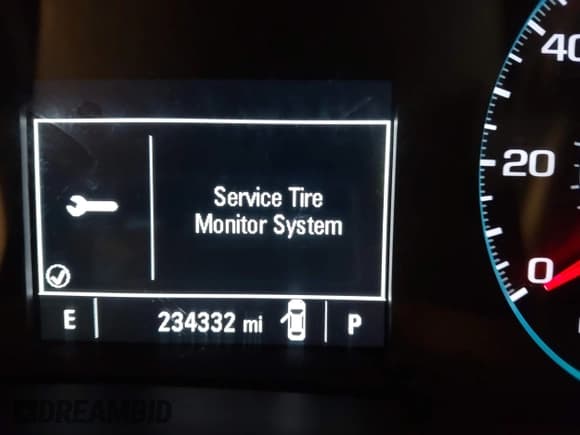 40
20
0
Service Tire
Monitor System
E 234332 mi P
DREAMBID